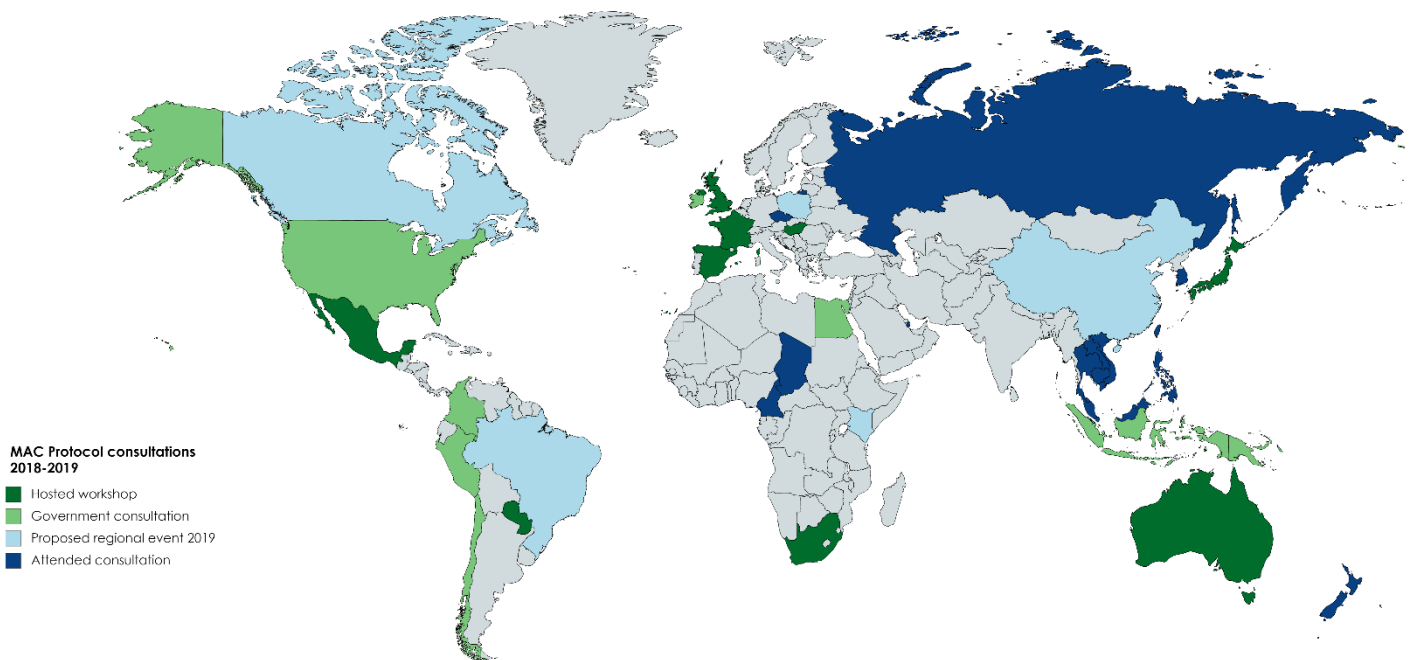 MAC Protocol consultations
2018-2019
Hosted workshop
Government consultation
Proposed regional event 2019
Attended consultation